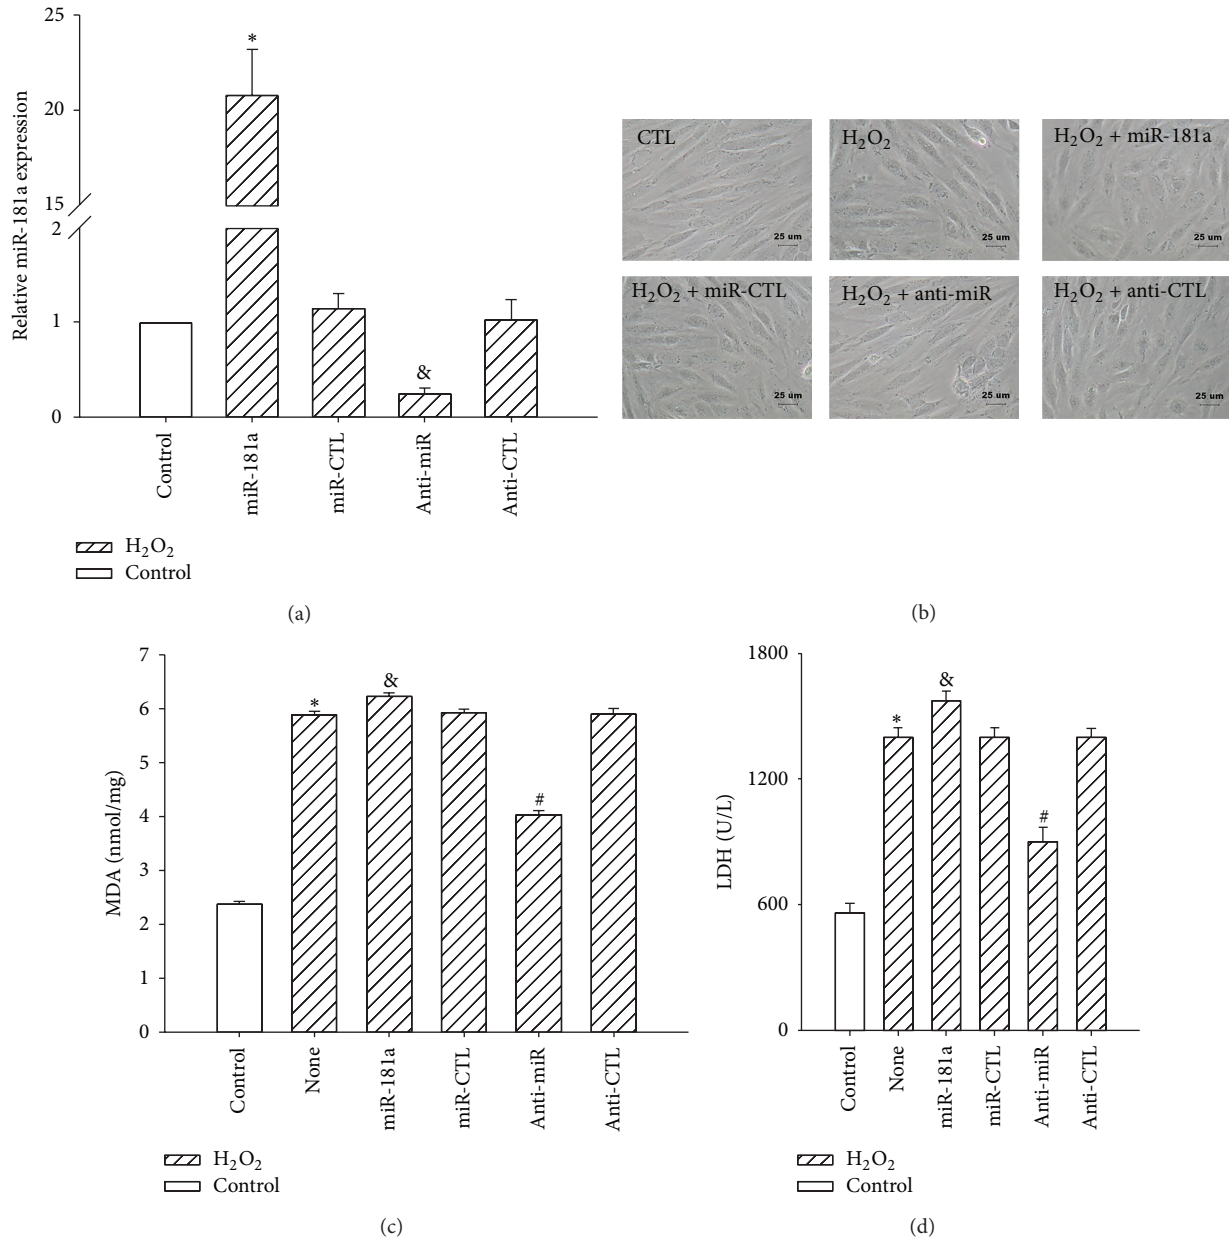 25
20
15
2
1
0
Relative miR-181a expression
*
&
Control
miR-181a
miR-CTL
Anti-miR
Anti-CTL
H₂O₂
Control
(a)
CTL
25 um
H₂O₂
25 um
H₂O₂ + miR-181a
25 um
H₂O₂ + miR-CTL
25 um
H₂O₂ + anti-miR
25 um
H₂O₂ + anti-CTL
25 um
(b)
7
6
5
4
3
2
1
0
MDA (nmol/mg)
*
&
#
Control
None
miR-181a
miR-CTL
Anti-miR
Anti-CTL
H₂O₂
Control
(c)
1800
1200
600
0
LDH (U/L)
*
&
#
Control
None
miR-181a
miR-CTL
Anti-miR
Anti-CTL
H₂O₂
Control
(d)